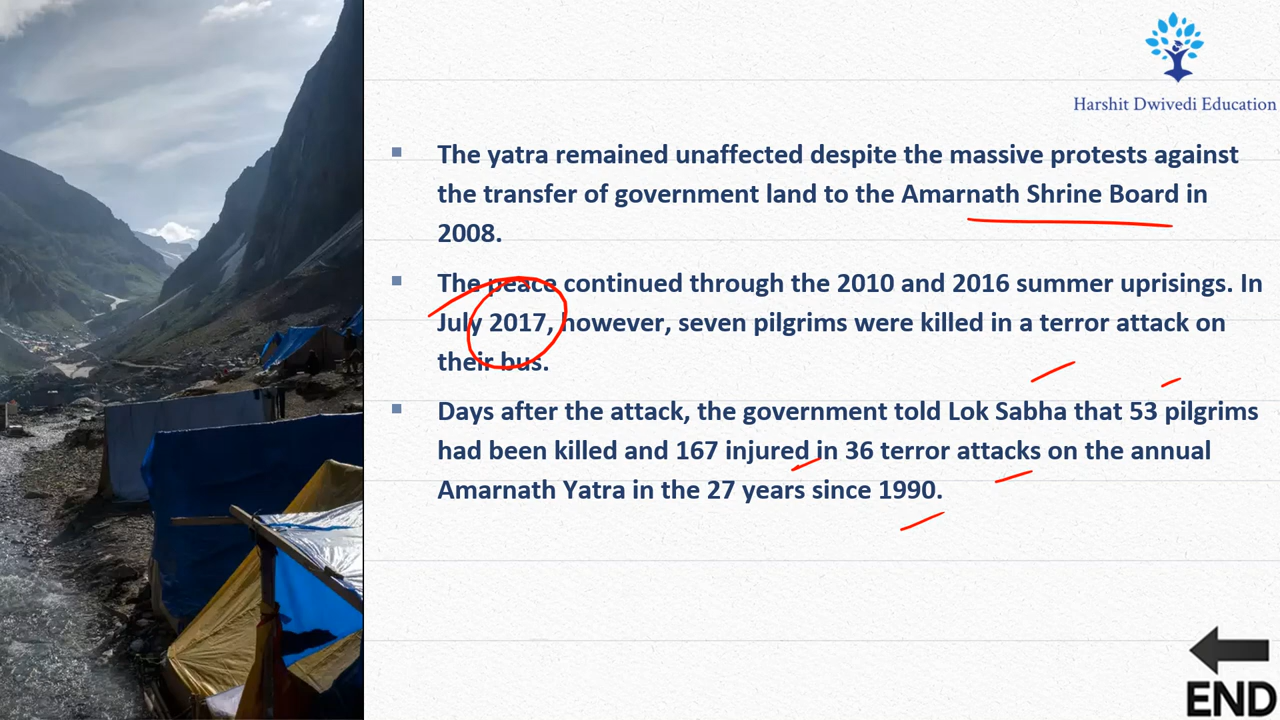 Harshit Dwivedi Education
▪ The yatra remained unaffected despite the massive protests against
the transfer of government land to the Amarnath Shrine Board in
2008.
▪ The peace continued through the 2010 and 2016 summer uprisings. In
July 2017, however, seven pilgrims were killed in a terror attack on
their bus.
▪ Days after the attack, the government told Lok Sabha that 53 pilgrims
had been killed and 167 injured in 36 terror attacks on the annual
Amarnath Yatra in the 27 years since 1990.
END